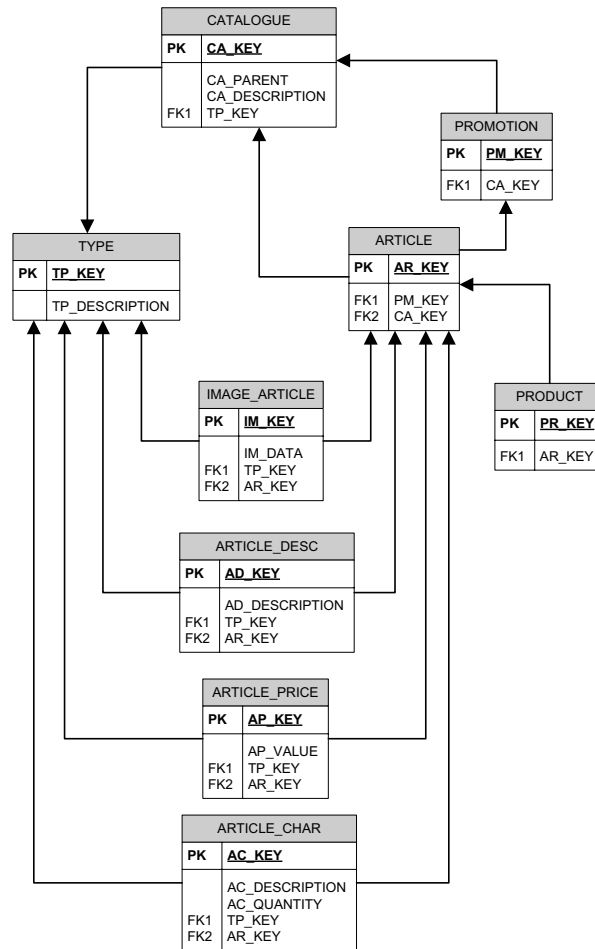 CATALOGUE
PK CA_KEY
CA_PARENT
CA_DESCRIPTION
FK1 TP_KEY
PROMOTION
PK PM_KEY
FK1 CA_KEY
TYPE
PK TP_KEY
TP_DESCRIPTION
ARTICLE
PK AR_KEY
FK1 PM_KEY
FK2 CA_KEY
IMAGE_ARTICLE
PK IM_KEY
IM_DATA
FK1 TP_KEY
FK2 AR_KEY
PRODUCT
PK PR_KEY
FK1 AR_KEY
ARTICLE_DESC
PK AD_KEY
AD_DESCRIPTION
FK1 TP_KEY
FK2 AR_KEY
ARTICLE_PRICE
PK AP_KEY
AP_VALUE
FK1 TP_KEY
FK2 AR_KEY
ARTICLE_CHAR
PK AC_KEY
AC_DESCRIPTION
AC_QUANTITY
FK1 TP_KEY
FK2 AR_KEY